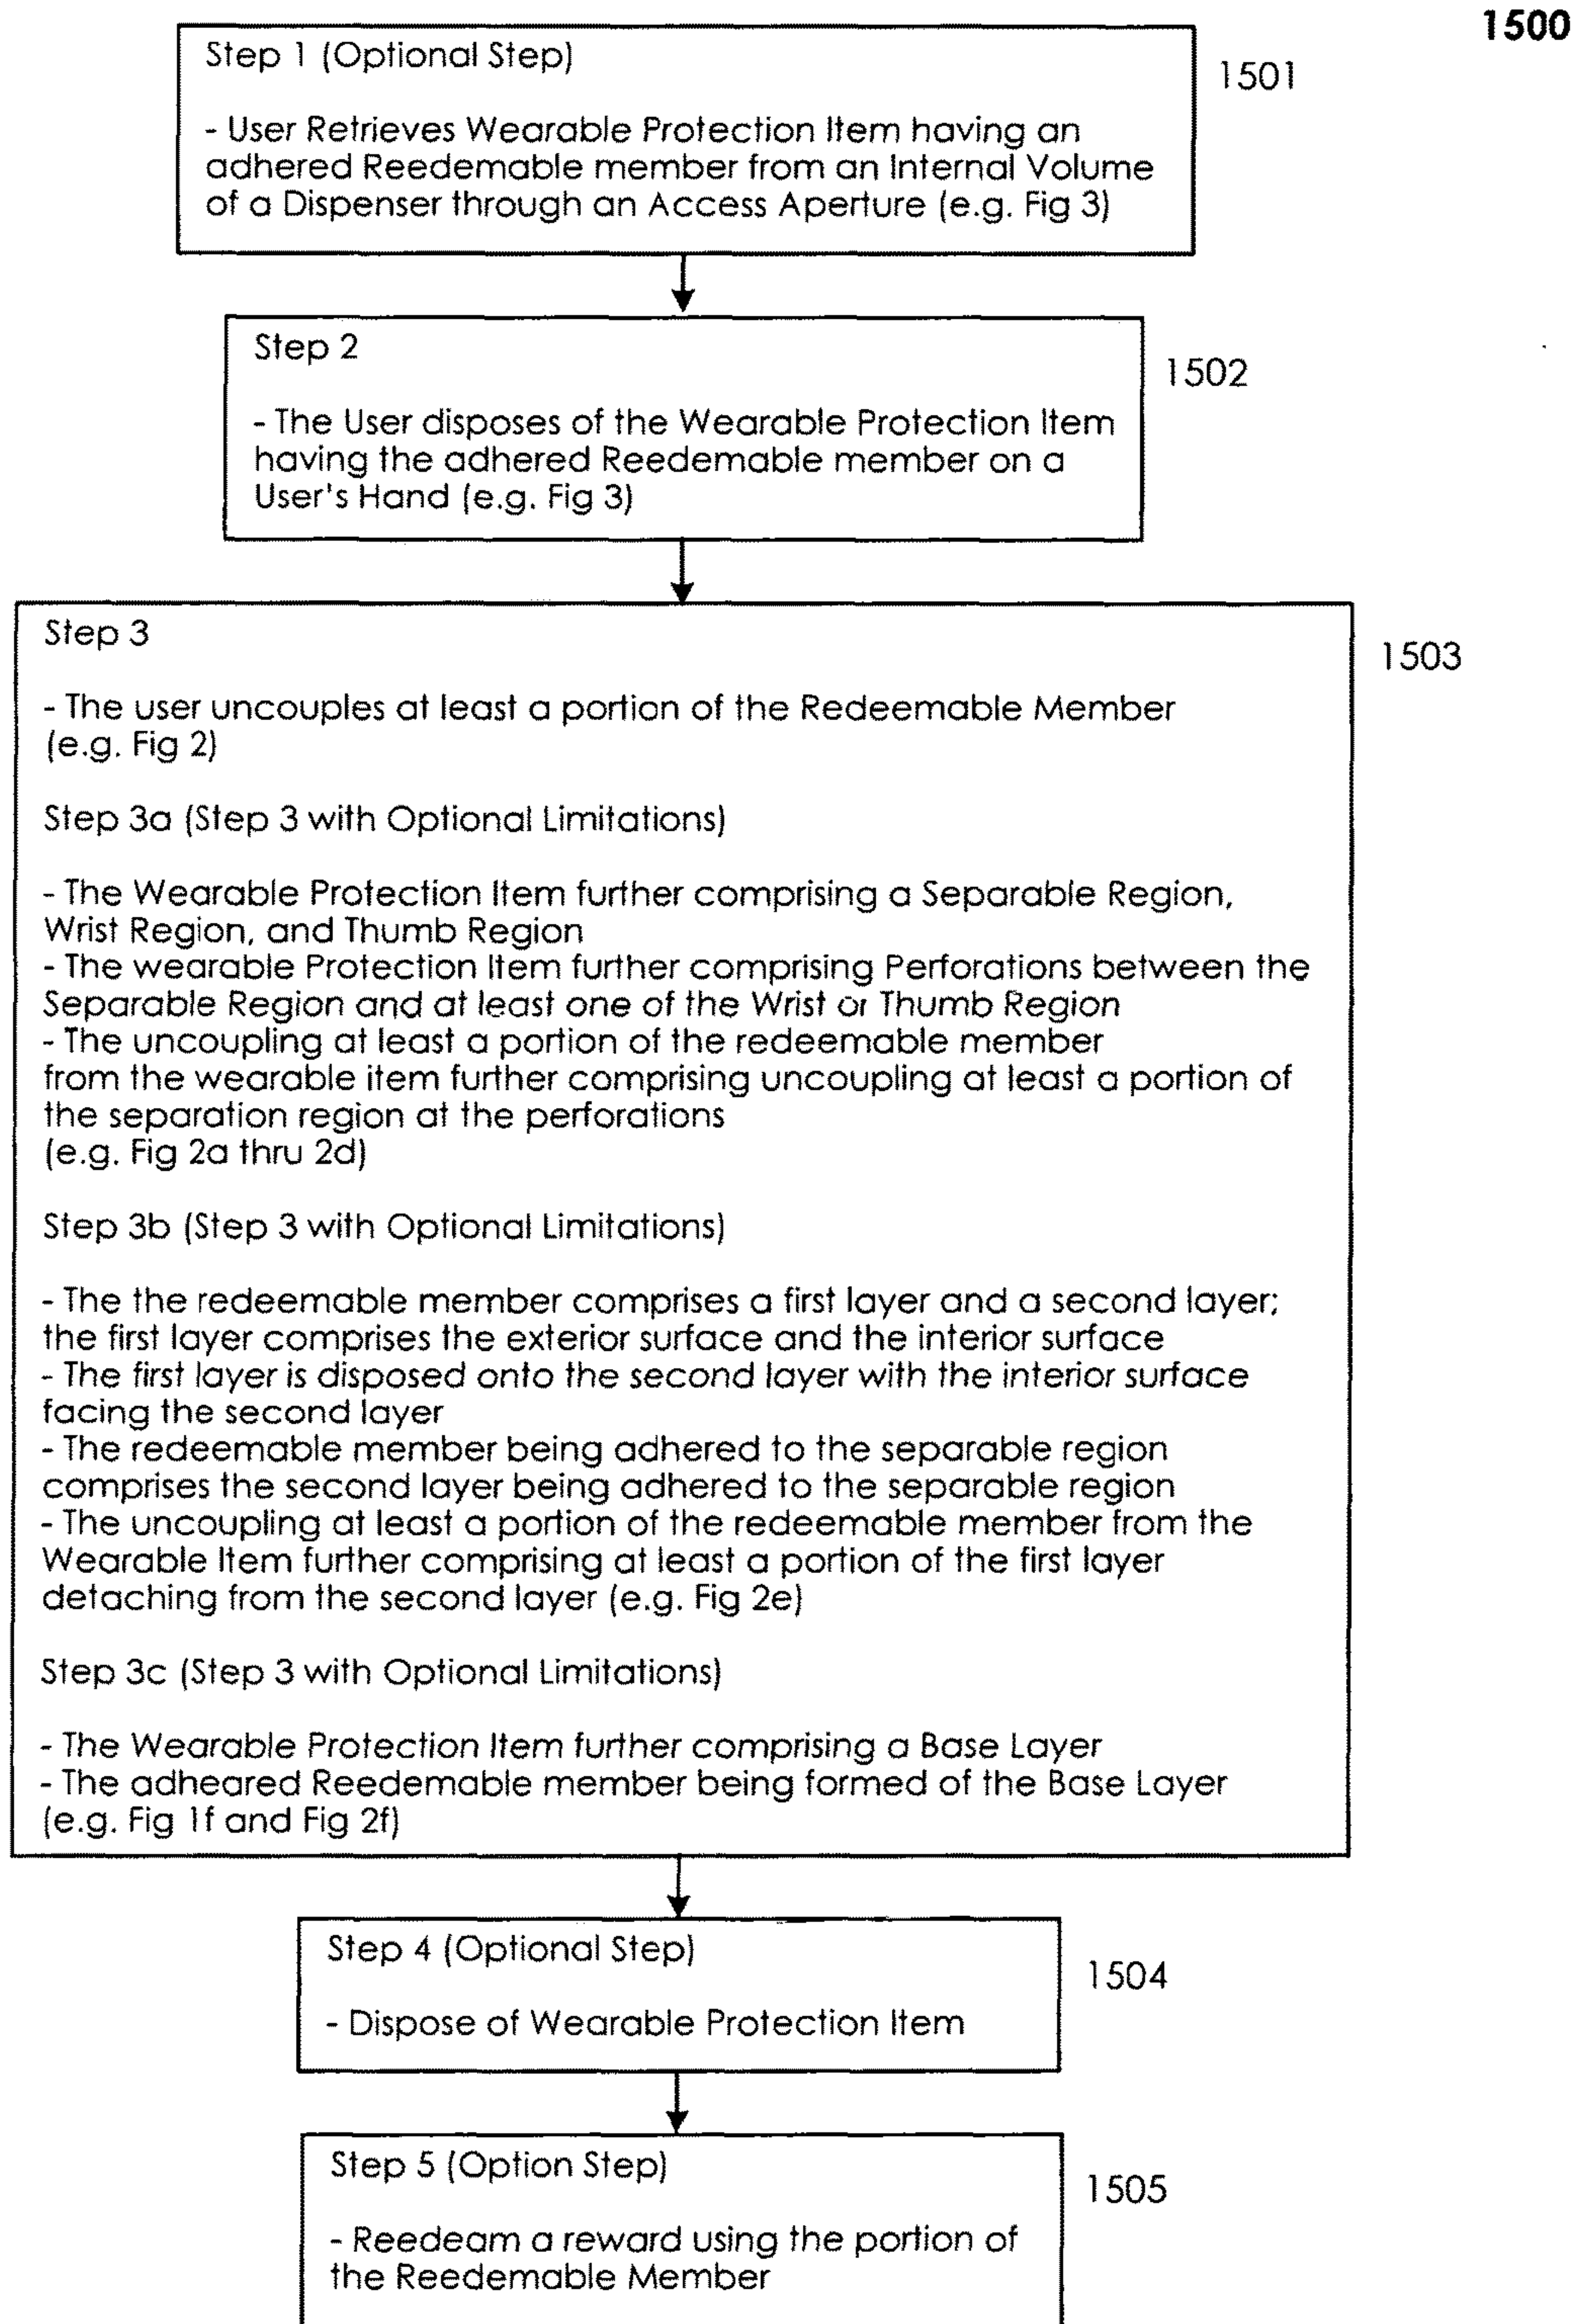 1500
Step 1 (Optional Step)
1501
- User Retrieves Wearable Protection Item having an
adhered Reedemable member from an Internal Volume
of a Dispenser through an Access Aperture (e.g. Fig 3)
Step 2
1502
- The User disposes of the Wearable Protection Item
having the adhered Reedemable member on a
User's Hand (e.g. Fig 3)
Step 3
1503
- The user uncouples at least a portion of the Redeemable Member
(e.g. Fig 2)
Step 3a (Step 3 with Optional Limitations)
- The Wearable Protection Item further comprising a Separable Region,
Wrist Region, and Thumb Region
- The wearable Protection Item further comprising Perforations between the
Separable Region and at least one of the Wrist or Thumb Region
- The uncoupling at least a portion of the redeemable member
from the wearable item further comprising uncoupling at least a portion of
the separation region at the perforations
(e.g. Fig 2a thru 2d)
Step 3b (Step 3 with Optional Limitations)
- The the redeemable member comprises a first layer and a second layer;
the first layer comprises the exterior surface and the interior surface
- The first layer is disposed onto the second layer with the interior surface
facing the second layer
- The redeemable member being adhered to the separable region
comprises the second layer being adhered to the separable region
- The uncoupling at least a portion of the redeemable member from the
Wearable Item further comprising at least a portion of the first layer
detaching from the second layer (e.g. Fig 2e)
Step 3c (Step 3 with Optional Limitations)
- The Wearable Protection Item further comprising a Base Layer
- The adheared Reedemable member being formed of the Base Layer
(e.g. Fig 1f and Fig 2f)
Step 4 (Optional Step)
1504
- Dispose of Wearable Protection Item
Step 5 (Option Step)
1505
- Reedeam a reward using the portion of
the Reedemable Member